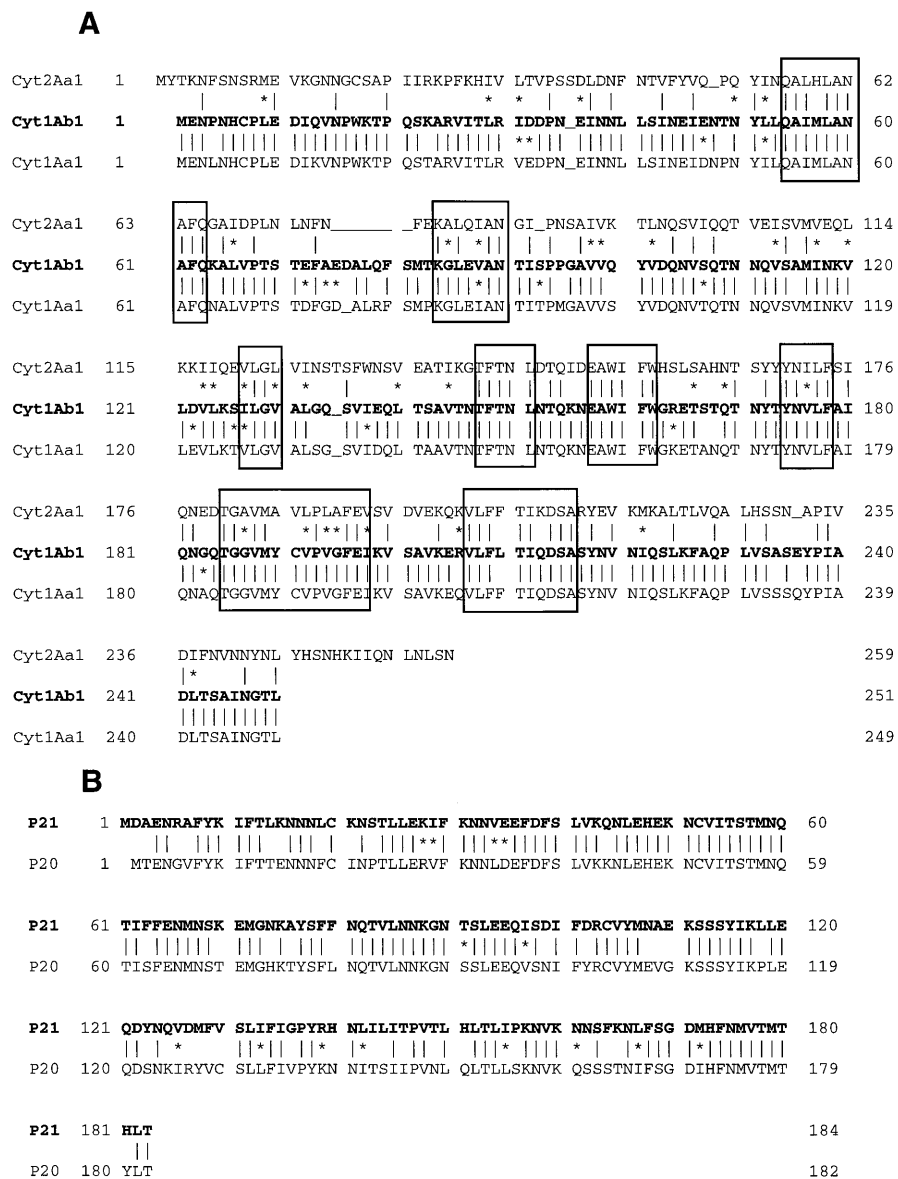 A
Cyt2Aa1 1 MYTKNFSNSRME VKGNNGCSAP IIRKPFKHIV LTVPSSDLDNF NTVFYVQ_PQ YINQALHLAN 62
Cyt1Ab1 1 MENPNHCPLE DIQVNPWKTP QSKARVITLR IDDPN_EINNL LSINEIENTN YLLQAIMLAN 60
Cyt1Aa1 1 MENLNHCPLE DIKVNPWKTP QSTARVITLR VEDPN_EINNL LSINEIDNPN YILQAIMLAN 60
Cyt2Aa1 63 AFQGAIDPLN LNFN________ _FEKALQIAN GI_PNSAIVK TLNQSVIQQT VEISVMVEQL 114
Cyt1Ab1 61 AFQKALVPTS TEFAEDALQF SMTKGLEVAN TISPPGAVVQ YVDQNVSQTN NQVSAMINKV 120
Cyt1Aa1 61 AFQNALVPTS TDFGD_ALRF SMPKGLEIAN TITPMGAVVS YVDQNVTQTN NQVSVMINKV 119
Cyt2Aa1 115 KKIIQEVLGL VINSTSFWNSV EATIKGTFTN LDTQIDEAWI FWHSLSAHNT SYYYNILFSI 176
Cyt1Ab1 121 LDVLKSILGV ALGQ_SVIEQL TSAVTNTFTN LNTQKNEAWI FWGRETSTQT NYTYNVLFAI 180
Cyt1Aa1 120 LEVLKTVLGV ALSG_SVIDQL TAAVTNTFTN LNTQKNEAWI FWGKETANQT NYTYNVLFAI 179
Cyt2Aa1 176 QNEDTGAVMA VLPLAFEVSV DVEKQKVLFF TIKDSARYEV KMKALTLVQA LHSSN_APIV 235
Cyt1Ab1 181 QNGQTGGVMY CVPVGFEIKV SAVKERVLFL TIQDSASYNV NIQSLKFAQP LVSASEYPIA 240
Cyt1Aa1 180 QNAQTGGVMY CVPVGFEIKV SAVKEQVLFF TIQDSASYNV NIQSLKFAQP LVSSSQYPIA 239
Cyt2Aa1 236 DIFNVNNYNL YHSNHKIIQN LNLSN 259
Cyt1Ab1 241 DLTSAINGTL 251
Cyt1Aa1 240 DLTSAINGTL 249
B
P21 1 MDAENRAFYK IFTLKNNNLC KNSTLLEKIF KNNVEEFDFS LVKQNLEHEK NCVITSTMNQ 60
P20 1 MTENGVFYK IFTTENNNFC INPTLLERVF KNNLDEFDFS LVKKNLEHEK NCVITSTMNQ 59
P21 61 TIFFENMNSK EMGNKAYSFF NQTVLNNKGN TSLEEQISDI FDRCVYMNAE KSSSYIKLLE 120
P20 60 TISFENMNST EMGHKTYSFL NQTVLNNKGN SSLEEQVSNI FYRCVYMEVG KSSSYIKPLE 119
P21 121 QDYNQVDMFV SLIFIGPYRH NLILITPVTL HLTLIPKNVK NNSFKNLFSG DMHFNMVTMT 180
P20 120 QDSNKIRYVC SLLFIVPYKN NITSIIPVNL QLTLLSKNVK QSSSTNIFSG DIHFNMVTMT 179
P21 181 HLT 184
P20 180 YLT 182